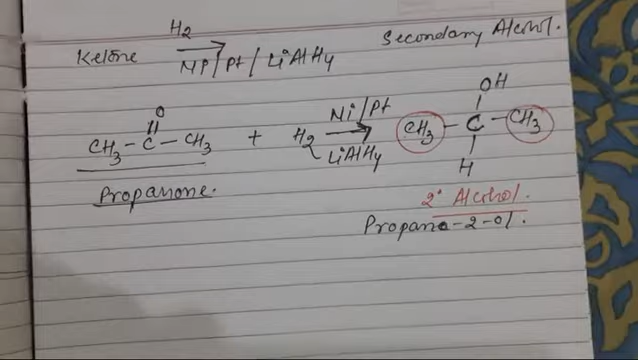 Ketone H2 → Ni/Pt/LiAlH4 Secondary Alcohol.
O OH
CH3 - C - CH3 + H2 Ni/Pt → LiAlH4 CH3 - C - CH3
H
Propanone. 2° Alcohol.
Propane-2-ol.